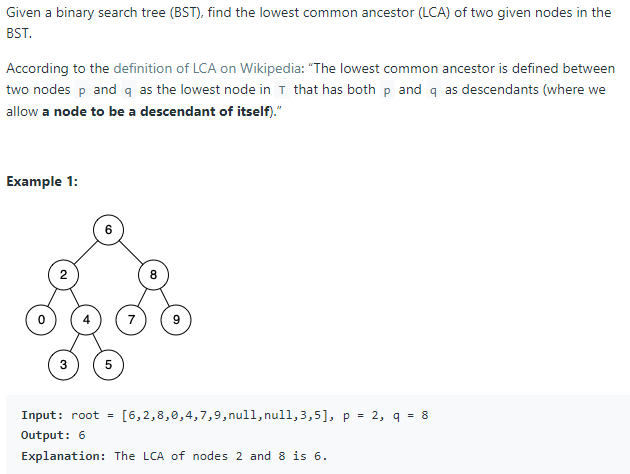 Given a binary search tree (BST), find the lowest common ancestor (LCA) of two given nodes in the
BST.
According to the definition of LCA on Wikipedia: “The lowest common ancestor is defined between
two nodes p and q as the lowest node in T that has both p and q as descendants (where we
allow a node to be a descendant of itself).”
Example 1:
6
2 8
0 4 7 9
3 5
Input: root = [6,2,8,0,4,7,9,null,null,3,5], p = 2, q = 8
Output: 6
Explanation: The LCA of nodes 2 and 8 is 6.